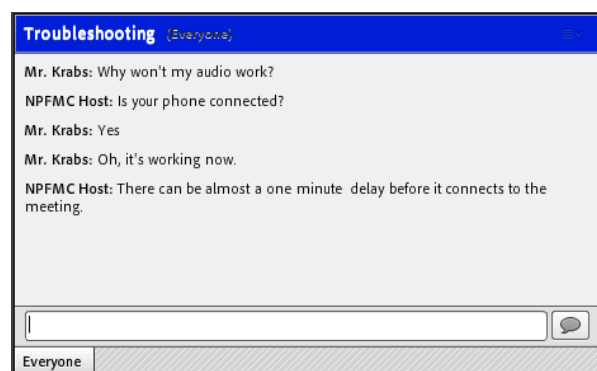 Troubleshooting (Everyone)
Mr. Krabs: Why won't my audio work?
NPFMC Host: Is your phone connected?
Mr. Krabs: Yes
Mr. Krabs: Oh, it's working now.
NPFMC Host: There can be almost a one minute  delay before it connects to the
meeting.
Everyone